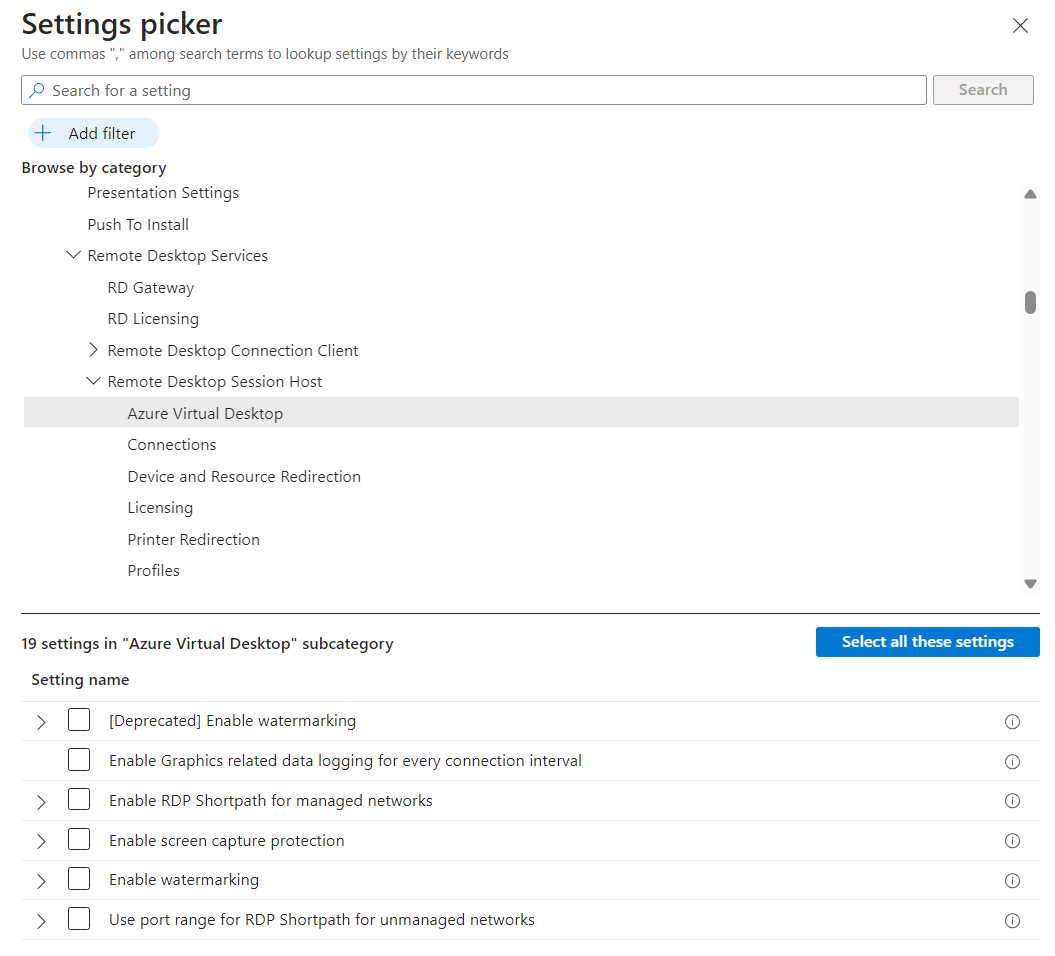 Settings picker
Use commas "," among search terms to lookup settings by their keywords
Search for a setting
Search
Add filter
Browse by category
Presentation Settings
Push To Install
Remote Desktop Services
RD Gateway
RD Licensing
Remote Desktop Connection Client
Remote Desktop Session Host
Azure Virtual Desktop
Connections
Device and Resource Redirection
Licensing
Printer Redirection
Profiles
19 settings in "Azure Virtual Desktop" subcategory
Select all these settings
Setting name
[Deprecated] Enable watermarking
Enable Graphics related data logging for every connection interval
Enable RDP Shortpath for managed networks
Enable screen capture protection
Enable watermarking
Use port range for RDP Shortpath for unmanaged networks